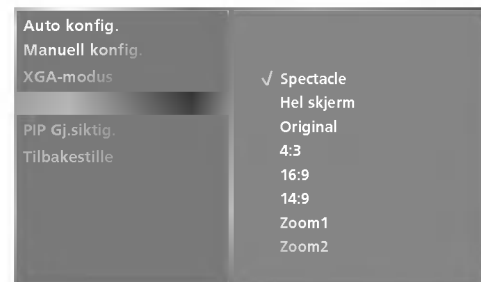 Auto konfig.
Manuell konfig.
XGA-modus
PIP Gj.siktig.
Tilbakestille
√ Spectacle
Hel skjerm
Original
4:3
16:9
14:9
Zoom1
Zoom2